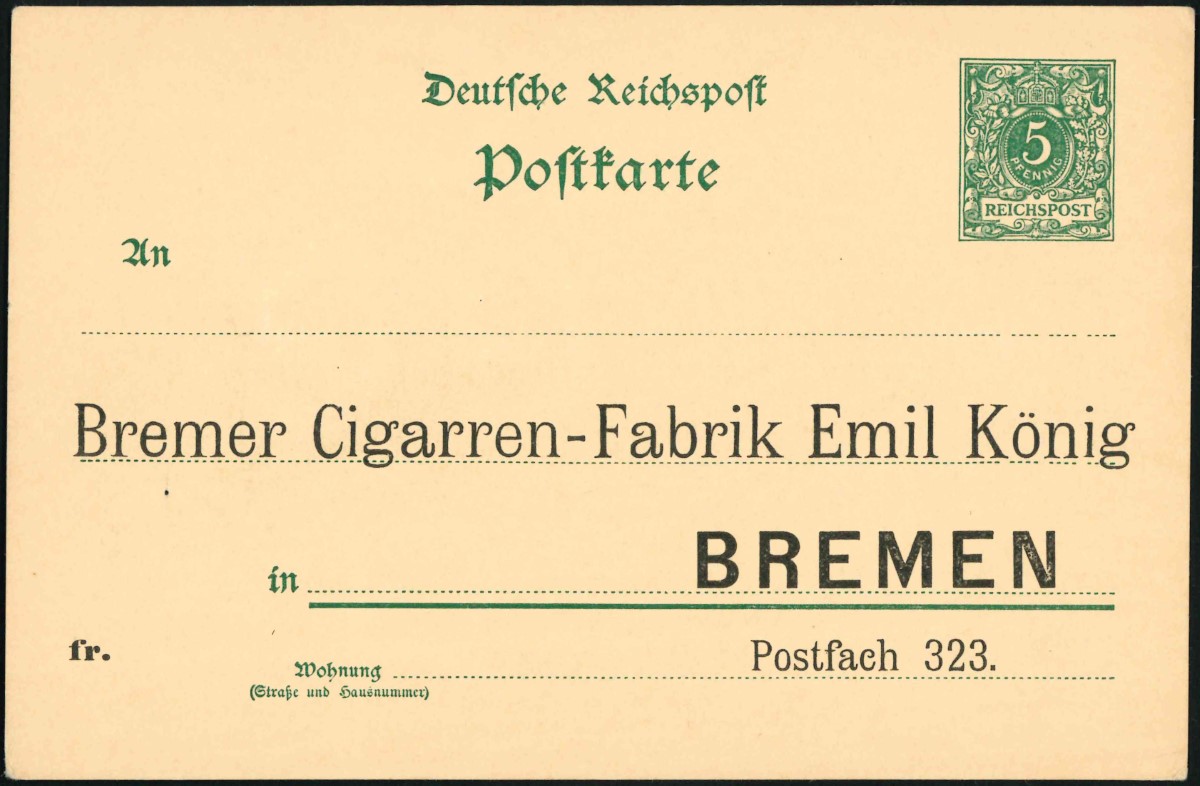 Deutſche Reichspoſt
Poſtkarte
5
PFENNIG
REICHSPOST
An
Bremer Cigarren-Fabrik Emil König
in BREMEN
fr.
Postfach 323.
Wohnung
(Straße und Hausnummer)